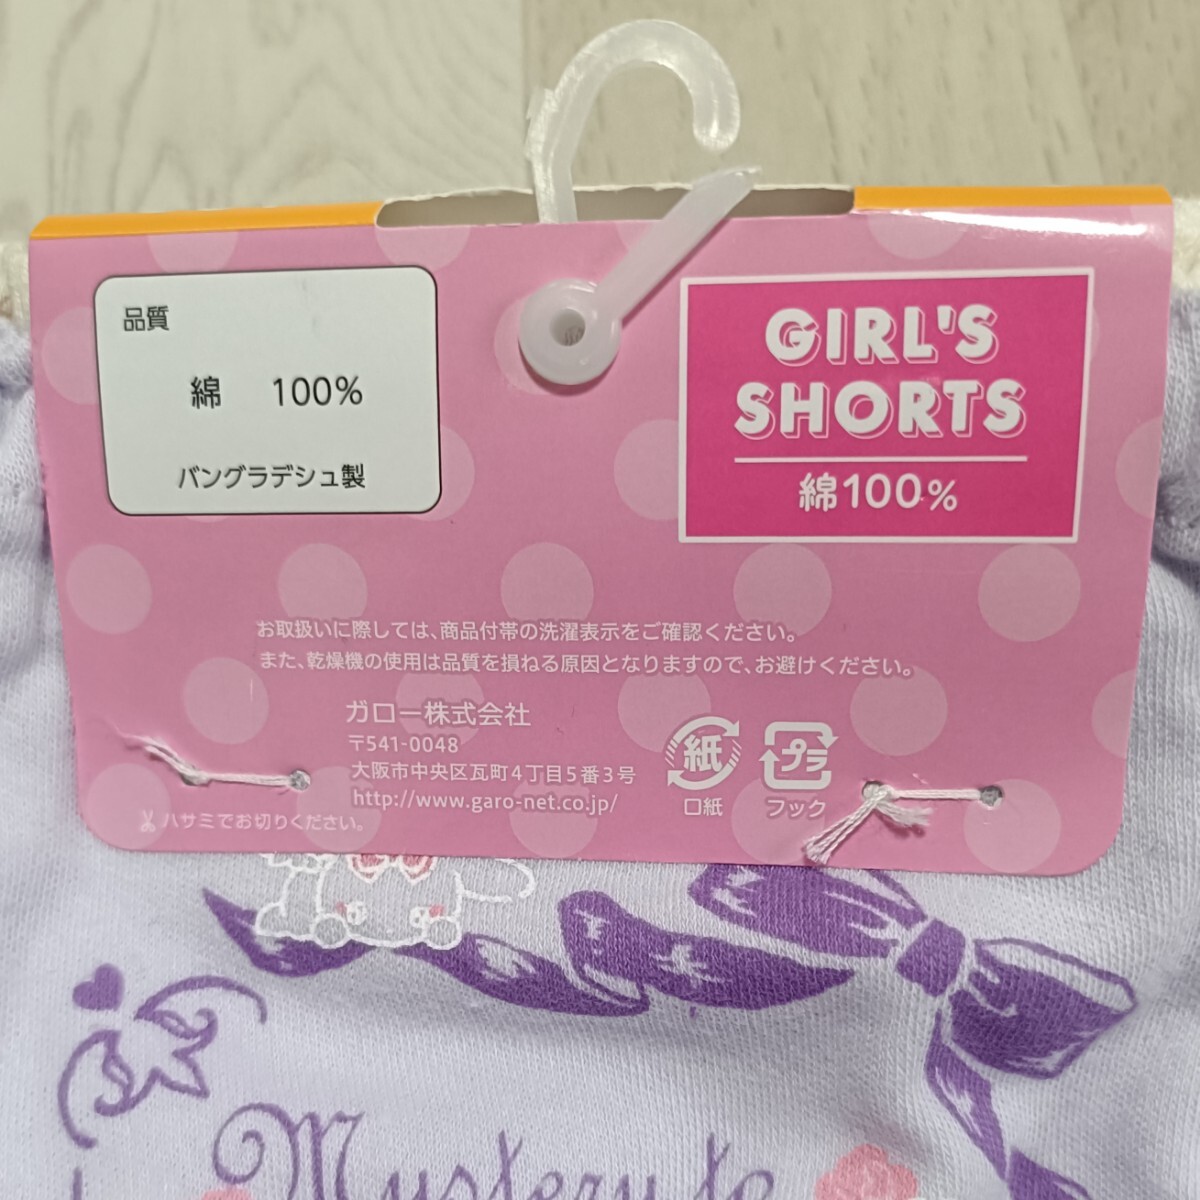 品質
綿 100%
バングラデシュ製
GIRL'S
SHORTS
綿100%
お取扱いに際しては、商品付帯の洗濯表示をご確認ください。
また、乾燥機の使用は品質を損ねる原因となりますので、お避けください。
ガロー株式会社
〒541-0048
大阪市中央区瓦町4丁目5番3号
http://www.garo-net.co.jp/
紙
口紙
プラ
フック
ハサミでお切りください。
Mystery to